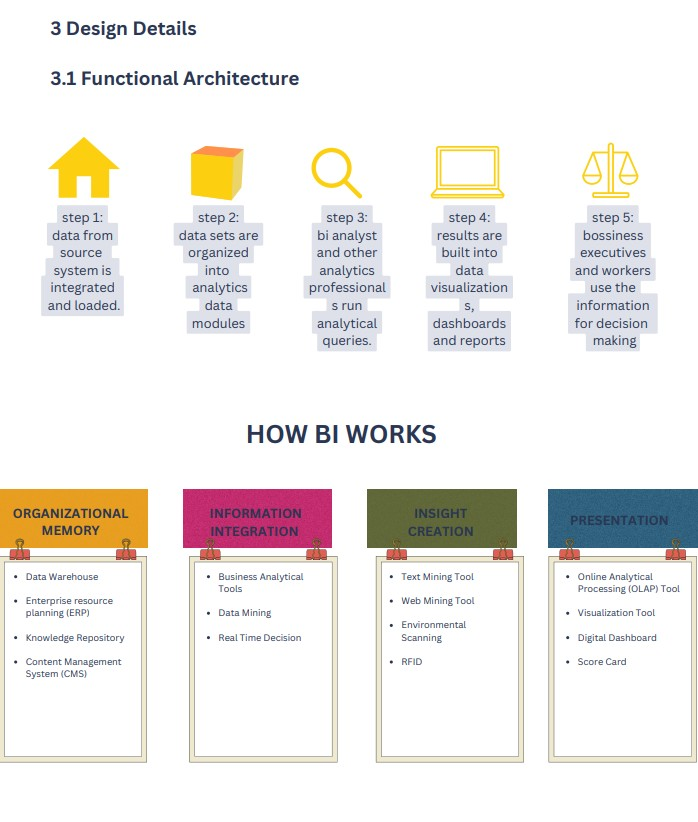 3 Design Details
3.1 Functional Architecture
step 1:
data from
source
system is
integrated
and loaded.
step 2:
data sets are
organized
into
analytics
data
modules
step 3:
bi analyst
and other
analytics
professional
s run
analytical
queries.
step 4:
results are
built into
data
visualization
s,
dashboards
and reports
step 5:
bossiness
executives
and workers
use the
information
for decision
making
HOW BI WORKS
ORGANIZATIONAL
MEMORY
• Data Warehouse
• Enterprise resource
planning (ERP)
• Knowledge Repository
• Content Management
System (CMS)
INFORMATION
INTEGRATION
• Business Analytical
Tools
• Data Mining
• Real Time Decision
INSIGHT
CREATION
• Text Mining Tool
• Web Mining Tool
• Environmental
Scanning
• RFID
PRESENTATION
• Online Analytical
Processing (OLAP) Tool
• Visualization Tool
• Digital Dashboard
• Score Card